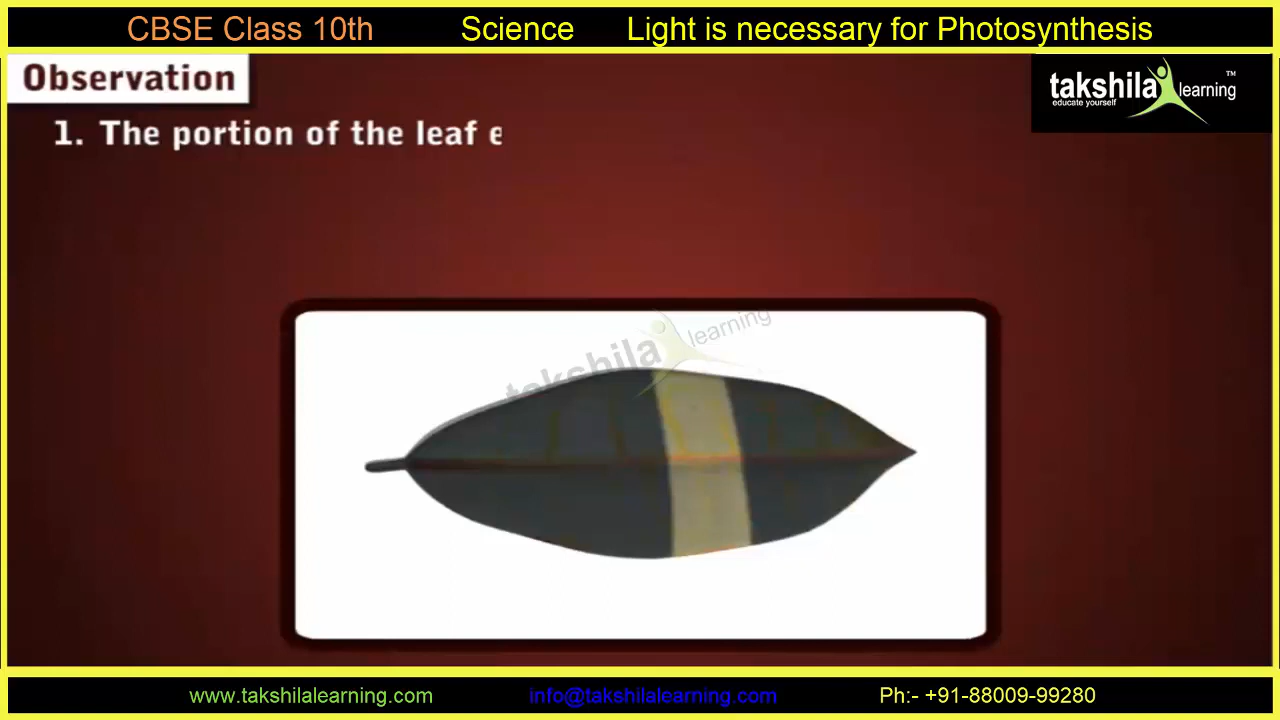 CBSE Class 10th Science Light is necessary for Photosynthesis
Observation
takshila learning™
educate yourself
1. The portion of the leaf e
takshila learning
www.takshilalearning.com info@takshilalearning.com Ph:- +91-88009-99280